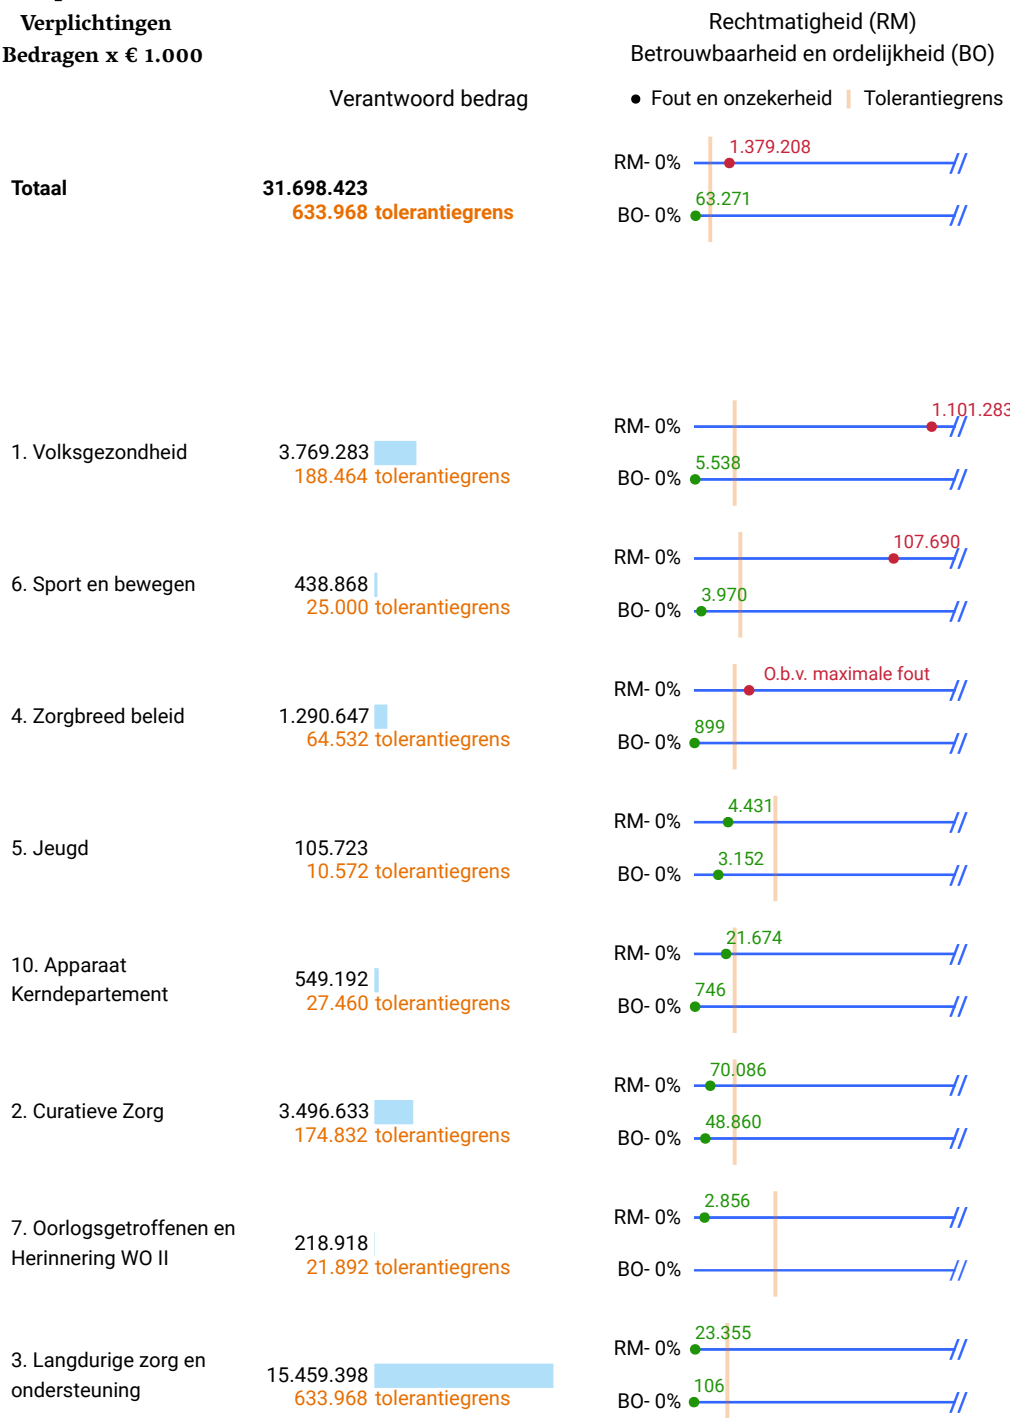 Verplichtingen
Bedragen x € 1.000
Rechtmatigheid (RM)
Betrouwbaarheid en ordelijkheid (BO)
Verantwoord bedrag
Fout en onzekerheid
Tolerantiegrens
Totaal
31.698.423
633.968 tolerantiegrens
RM- 0%
1.379.208
BO- 0%
63.271
1. Volksgezondheid
3.769.283
188.464 tolerantiegrens
RM- 0%
1.101.283
BO- 0%
5.538
6. Sport en bewegen
438.868
25.000 tolerantiegrens
RM- 0%
107.690
BO- 0%
3.970
4. Zorgbreed beleid
1.290.647
64.532 tolerantiegrens
RM- 0%
O.b.v. maximale fout
BO- 0%
899
5. Jeugd
105.723
10.572 tolerantiegrens
RM- 0%
4.431
BO- 0%
3.152
10. Apparaat
Kerndepartement
549.192
27.460 tolerantiegrens
RM- 0%
21.674
BO- 0%
746
2. Curatieve Zorg
3.496.633
174.832 tolerantiegrens
RM- 0%
70.086
BO- 0%
48.860
7. Oorlogsgetroffenen en
Herinnering WO II
218.918
21.892 tolerantiegrens
RM- 0%
2.856
BO- 0%
3. Langdurige zorg en
ondersteuning
15.459.398
633.968 tolerantiegrens
RM- 0%
23.355
BO- 0%
106